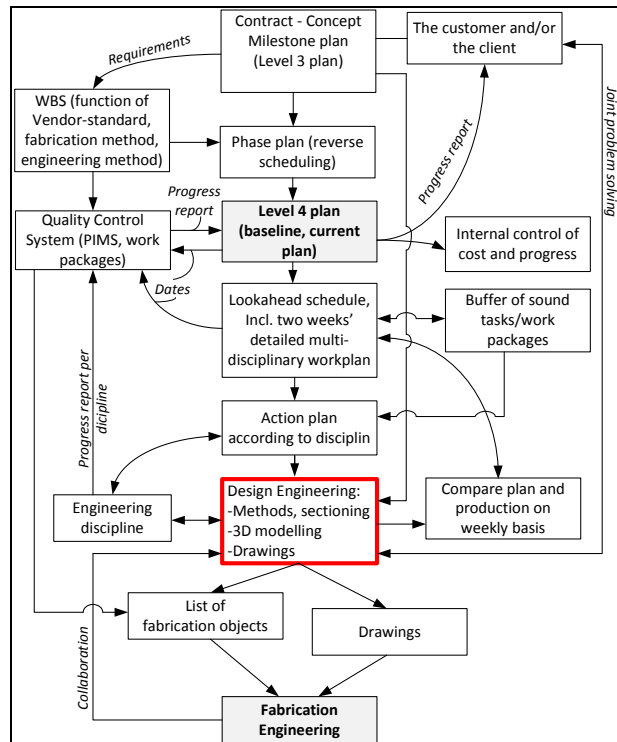 Contract - Concept
Milestone plan
(Level 3 plan)
The customer and/or
the client
Requirements
WBS (function of
Vendor-standard,
fabrication method,
engineering method)
Phase plan (reverse
scheduling)
Progress report
Joint problem solving
Progress
report
Quality Control
System (PIMS, work
packages)
Level 4 plan
(baseline, current
plan)
Internal control of
cost and progress
Dates
Lookahead schedule,
Incl. two weeks'
detailed multi-
disciplinary workplan
Buffer of sound
tasks/work
packages
Progress report per
dicipline
Action plan
according to disciplin
Engineering
discipline
Design Engineering:
-Methods, sectioning
-3D modelling
-Drawings
Compare plan and
production on
weekly basis
List of
fabrication objects
Drawings
Collaboration
Fabrication
Engineering